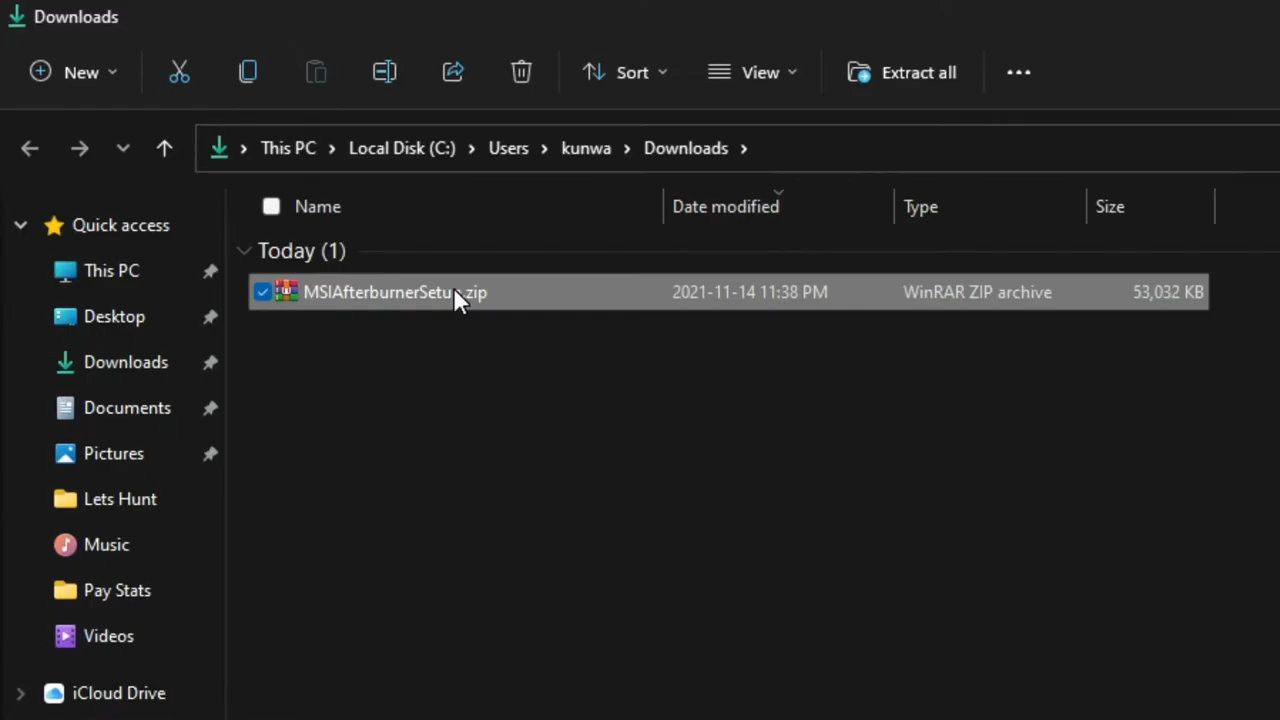 Downloads
New
Sort
View
Extract all
This PC
Local Disk (C:)
Users
kunwa
Downloads
Name
Date modified
Type
Size
Quick access
Today (1)
This PC
MSIAfterburnerSetup.zip
2021-11-14 11:38 PM
WinRAR ZIP archive
53,032 KB
Desktop
Downloads
Documents
Pictures
Lets Hunt
Music
Pay Stats
Videos
iCloud Drive